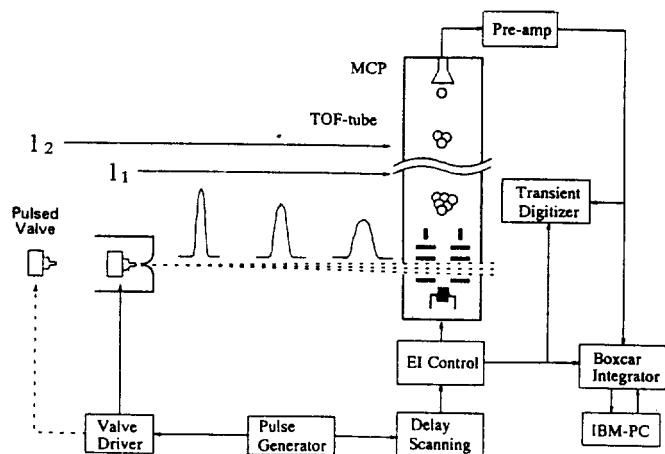 Pre-amp
MCP
TOF-tube
l2
l1
Transient
Digitizer
Pulsed
Valve
EI Control
Boxcar
Integrator
Valve
Driver
Pulse
Generator
Delay
Scanning
IBM-PC